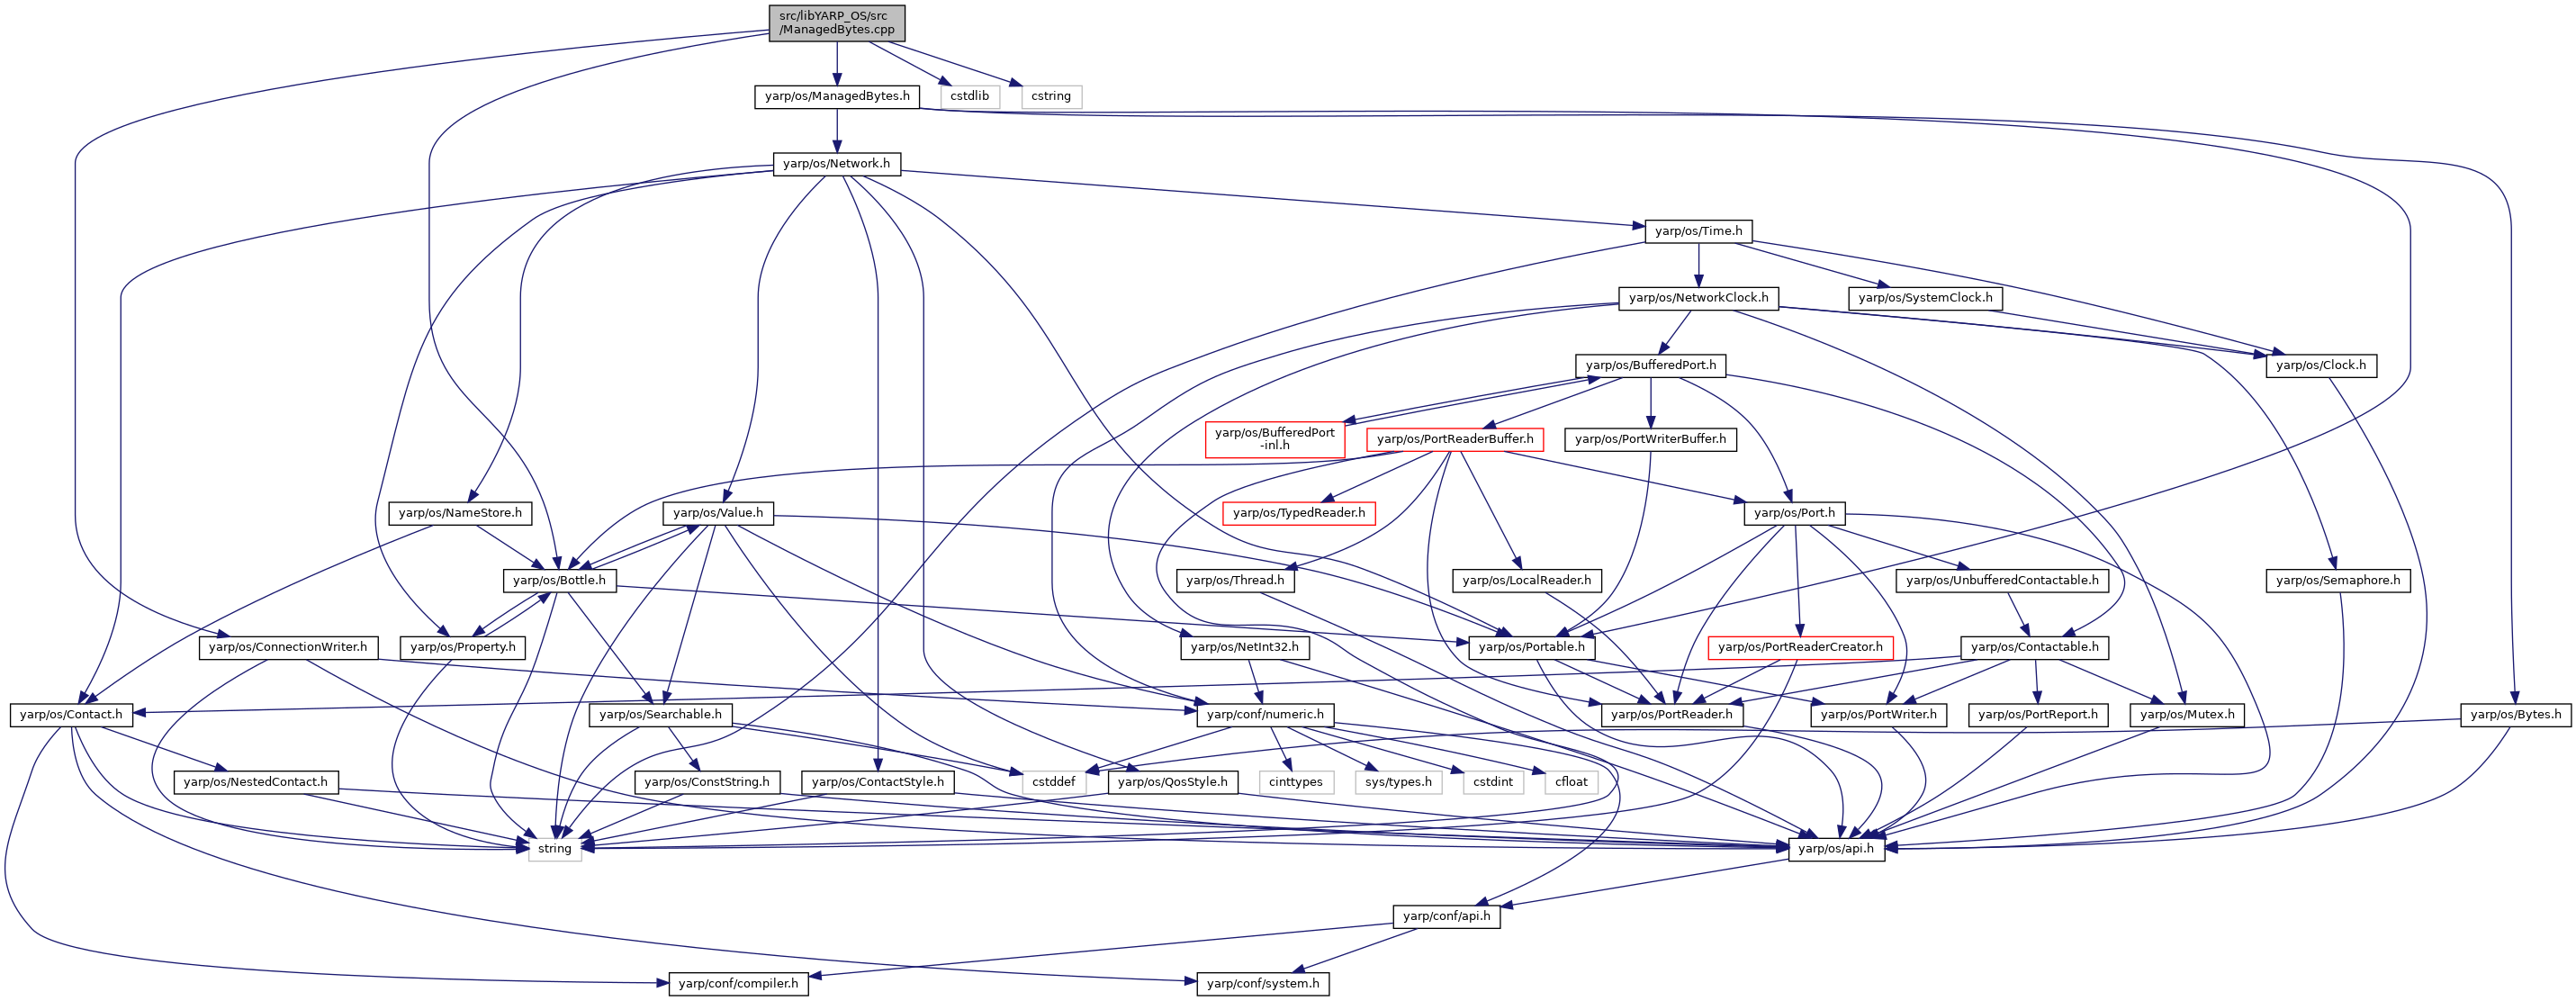 src/libYARP_OS/src
/ManagedBytes.cpp
yarp/os/ManagedBytes.h
cstdlib
cstring
yarp/os/Network.h
yarp/os/Time.h
yarp/os/NetworkClock.h
yarp/os/SystemClock.h
yarp/os/BufferedPort.h
yarp/os/Clock.h
yarp/os/BufferedPort
-inl.h
yarp/os/PortReaderBuffer.h
yarp/os/PortWriterBuffer.h
yarp/os/NameStore.h
yarp/os/Value.h
yarp/os/TypedReader.h
yarp/os/Port.h
yarp/os/Bottle.h
yarp/os/Thread.h
yarp/os/LocalReader.h
yarp/os/UnbufferedContactable.h
yarp/os/Semaphore.h
yarp/os/ConnectionWriter.h
yarp/os/Property.h
yarp/os/NetInt32.h
yarp/os/Portable.h
yarp/os/PortReaderCreator.h
yarp/os/Contactable.h
yarp/os/Contact.h
yarp/os/Searchable.h
yarp/conf/numeric.h
yarp/os/PortReader.h
yarp/os/PortWriter.h
yarp/os/PortReport.h
yarp/os/Mutex.h
yarp/os/Bytes.h
yarp/os/NestedContact.h
yarp/os/ConstString.h
yarp/os/ContactStyle.h
cstddef
yarp/os/QosStyle.h
cinttypes
sys/types.h
cstdint
cfloat
string
yarp/os/api.h
yarp/conf/api.h
yarp/conf/compiler.h
yarp/conf/system.h